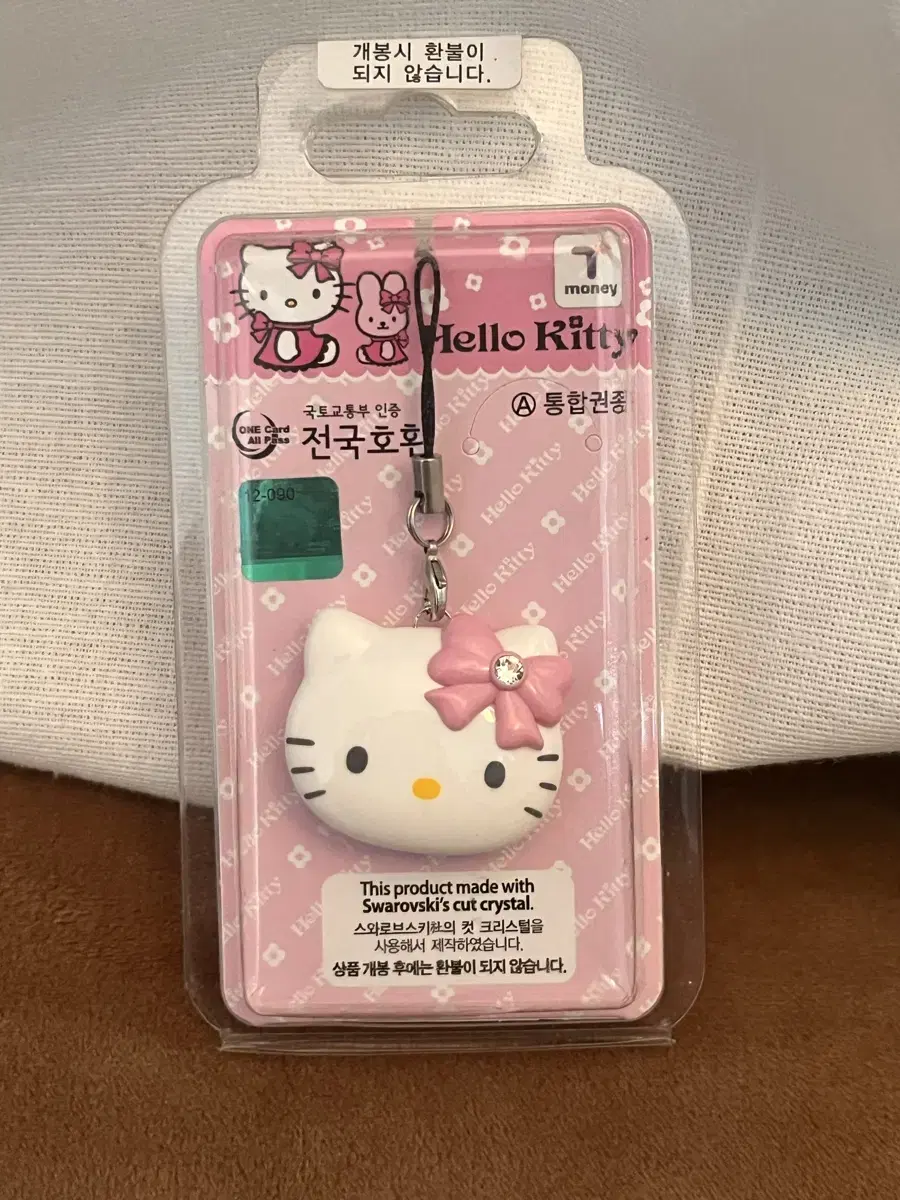 개봉시 환불이
되지 않습니다.
T
money
Hello Kitty
국토교통부 인증
Ⓐ 통합권종
ONE Card
All Pass
전국호환
12-090
This product made with
Swarovski's cut crystal.
스와로브스키社의 컷 크리스털을
사용해서 제작하였습니다.
상품 개봉 후에는 환불이 되지 않습니다.